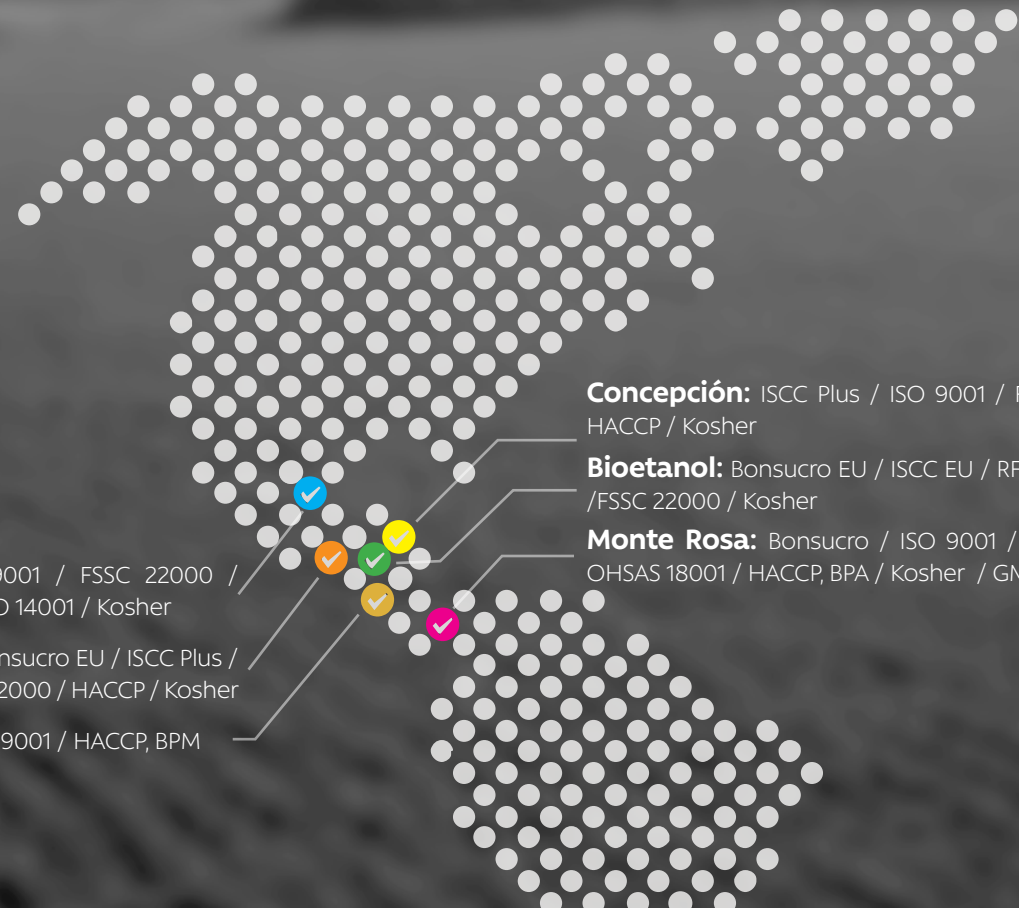 Concepción: ISCC Plus / ISO 9001 /
HACCP / Kosher
Bioetanol: Bonsucro EU / ISCC EU /
/FSSC 22000 / Kosher
Monte Rosa: Bonsucro / ISO 9001 /
OHSAS 18001 / HACCP, BPA / Kosher /
9001 / FSSC 22000 /
14001 / Kosher
EU / ISCC Plus /
/ HACCP / Kosher
9001 / HACCP, BPM